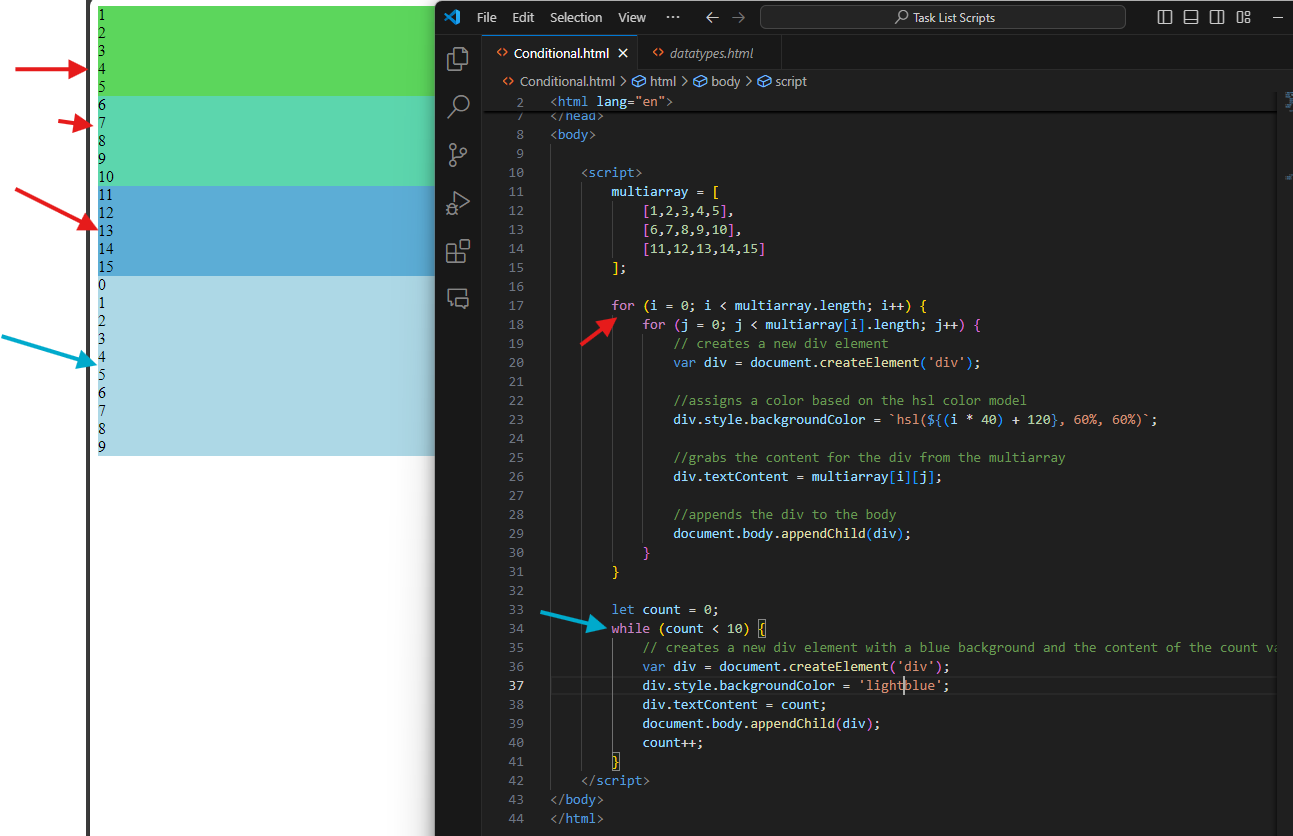 1
2
3
4
5
6
7
8
9
10
11
12
13
14
15
0
1
2
3
4
5
6
7
8
9
File Edit Selection View ··· Task List Scripts
Conditional.html datatypes.html
Conditional.html > html > body > script
2 <html lang="en">
7 </head>
8 <body>
9
10 <script>
11 multiarray = [
12 [1,2,3,4,5],
13 [6,7,8,9,10],
14 [11,12,13,14,15]
15 ];
16
17 for (i = 0; i < multiarray.length; i++) {
18 for (j = 0; j < multiarray[i].length; j++) {
19 // creates a new div element
20 var div = document.createElement('div');
21
22 //assigns a color based on the hsl color model
23 div.style.backgroundColor = `hsl(${(i * 40) + 120}, 60%, 60%)`;
24
25 //grabs the content for the div from the multiarray
26 div.textContent = multiarray[i][j];
27
28 //appends the div to the body
29 document.body.appendChild(div);
30 }
31 }
32
33 let count = 0;
34 while (count < 10) {
35 // creates a new div element with a blue background and the content of the count va
36 var div = document.createElement('div');
37 div.style.backgroundColor = 'lightblue';
38 div.textContent = count;
39 document.body.appendChild(div);
40 count++;
41 }
42 </script>
43 </body>
44 </html>